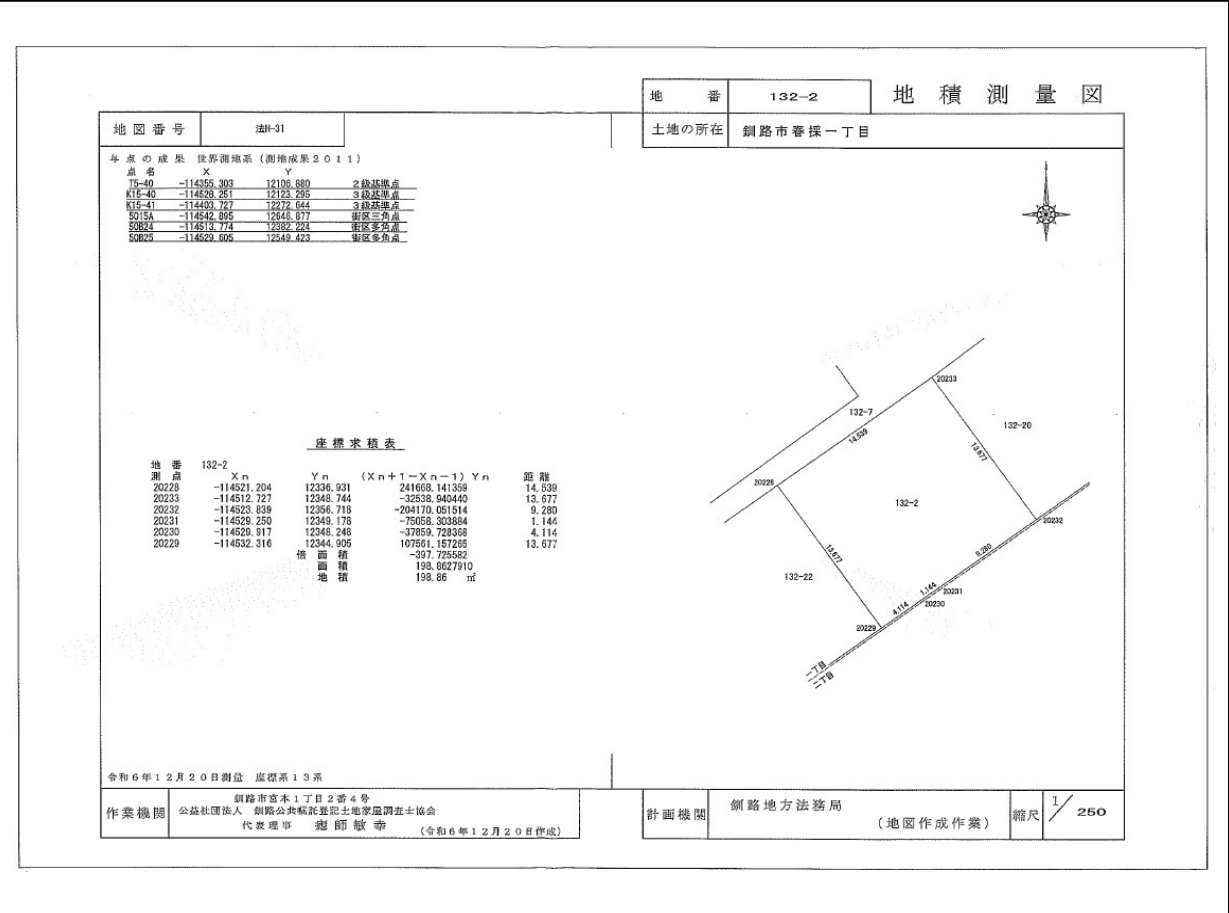 地番 132-2 地積測量図
地図番号 法H-31
土地の所在 釧路市春採一丁目
与点の成果 世界測地系(測地成果2011)
点名 X Y
T5-40 -114355.303 12106.880 2級基準点
K15-40 -114528.251 12123.295 3級基準点
K15-41 -114403.727 12272.644 3級基準点
5015A -114542.895 12646.877 街区三角点
50B24 -114513.774 12382.224 街区多角点
50B25 -114529.605 12549.423 街区多角点
20233
132-7
14.539
132-20
13.677
20228
132-2
20232
13.677
9.280
132-22
1.144
20231
4.114
20230
20229
一丁目
二丁目
座標求積表
地番 132-2
測点 Xn Yn (Xn+1-Xn-1)Yn 距離
20228 -114521.204 12336.931 241668.141359 14.539
20233 -114512.727 12348.744 -32538.940440 13.677
20232 -114523.839 12356.718 -204170.051514 9.280
20231 -114529.250 12349.178 -75058.303884 1.144
20230 -114529.917 12348.248 -37859.728368 4.114
20229 -114532.316 12344.905 107561.157265 13.677
倍面積 -397.725582
面積 198.8627910
地積 198.86 ㎡
令和6年12月20日測量 座標系13系
作業機関
釧路市宮本1丁目2番4号
公益社団法人 釧路公共嘱託登記土地家屋調査士協会
代表理事 師敏幸 (令和6年12月20日作成)
計画機関 釧路地方法務局
(地図作成作業)
縮尺 1/250